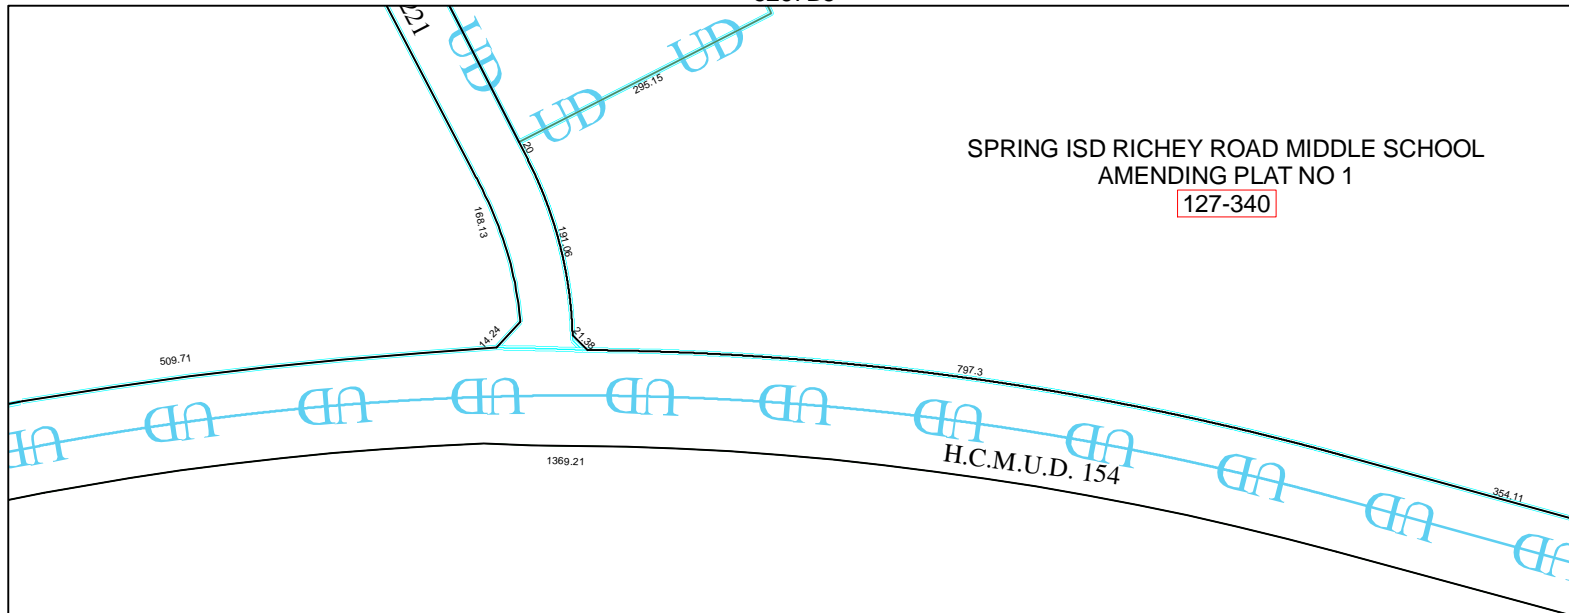 221
UD
UD
UD
295.15
20
SPRING ISD RICHEY ROAD MIDDLE SCHOOL
AMENDING PLAT NO 1
127-340
168.13
191.06
14.24
21.38
509.71
797.3
UD
UD
UD
UD
UD
UD
UD
UD
UD
UD
UD
H.C.M.U.D. 154
1369.21
354.11